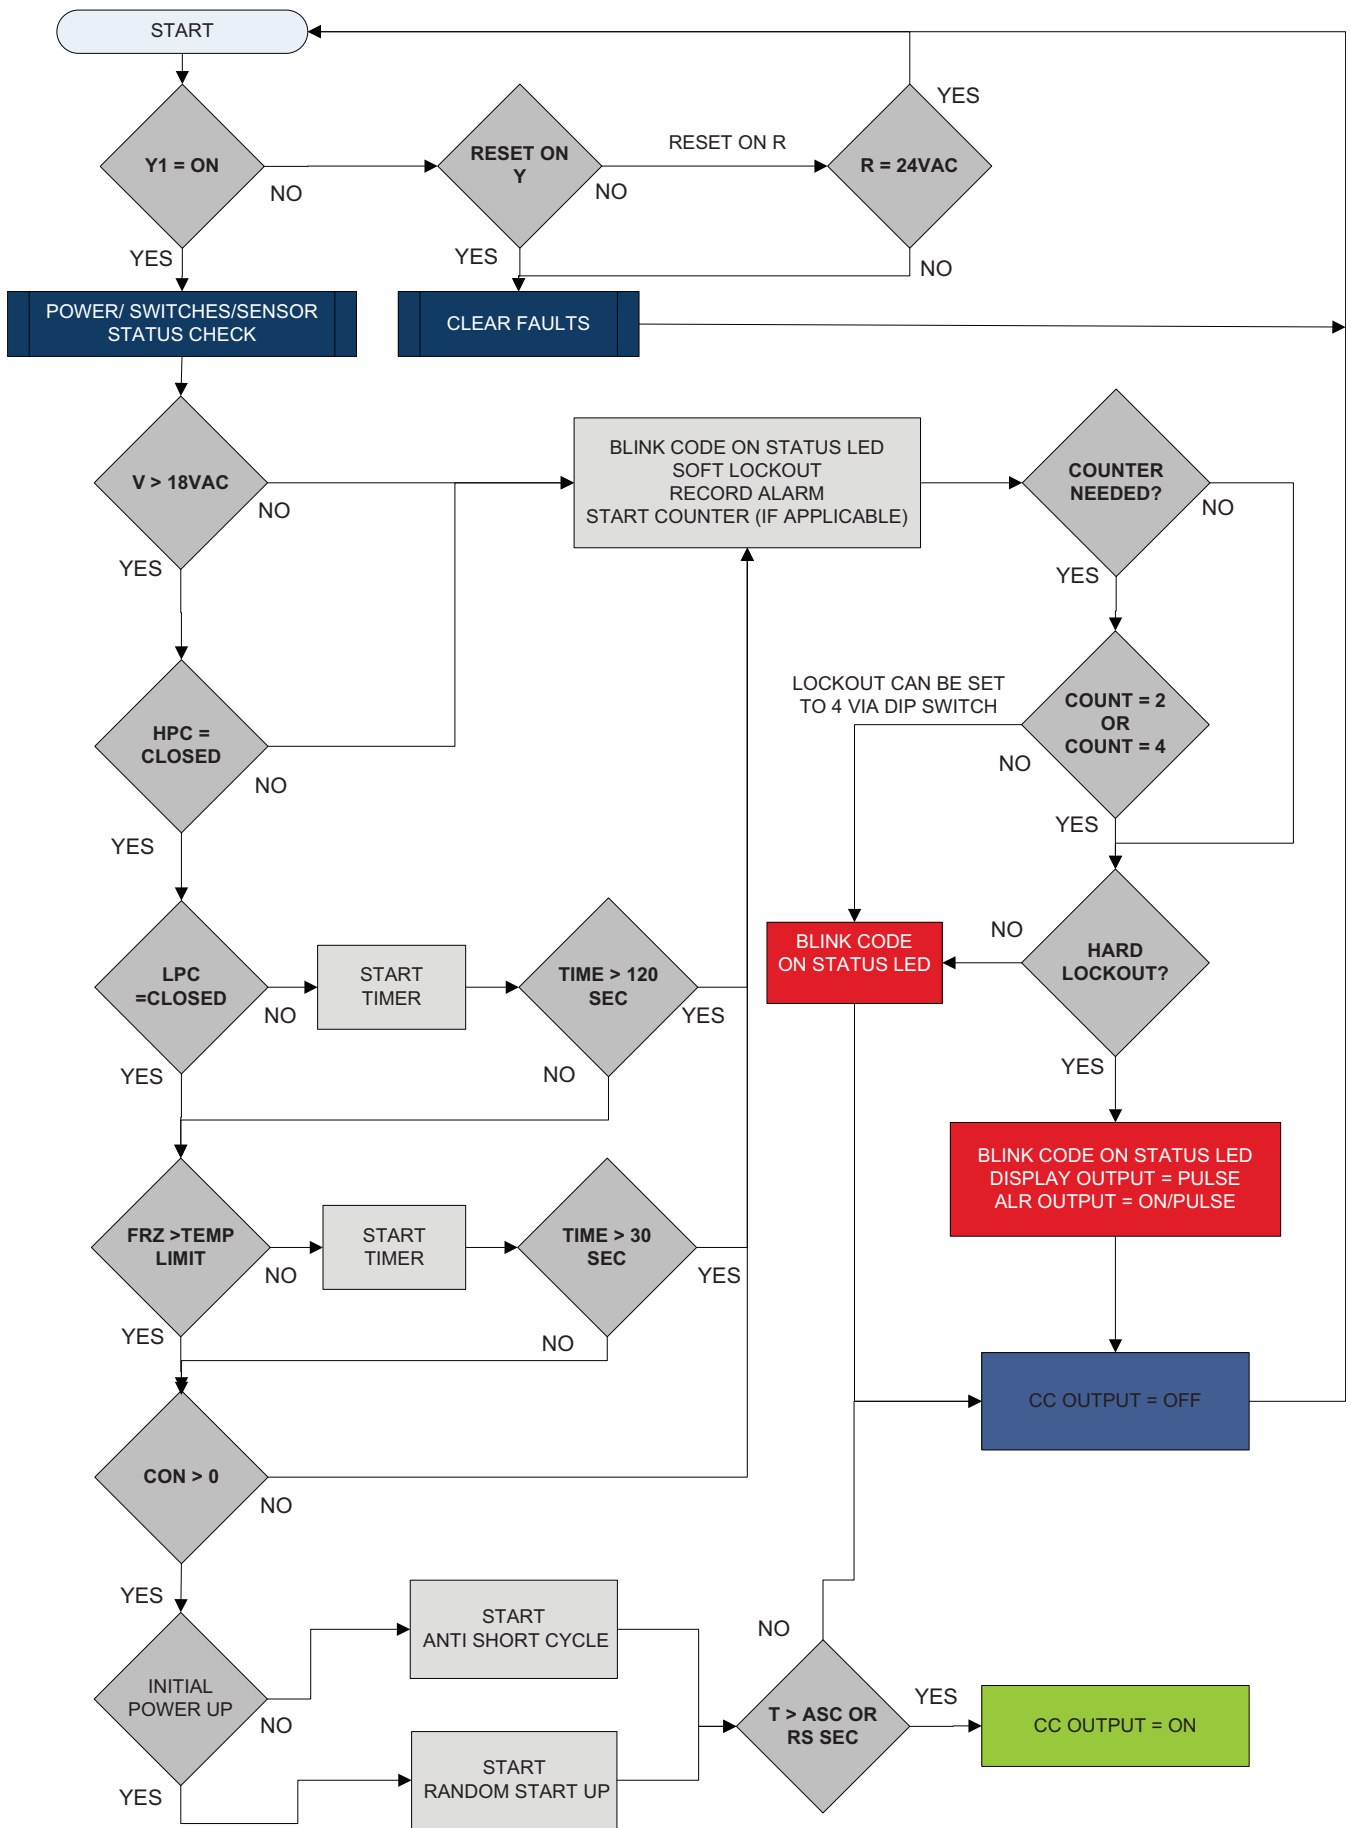 START
YES
Y1 = ON
NO
RESET ON
Y
NO
RESET ON R
R = 24VAC
YES
YES
NO
POWER/ SWITCHES/SENSOR
STATUS CHECK
CLEAR FAULTS
V > 18VAC
NO
YES
BLINK CODE ON STATUS LED
SOFT LOCKOUT
RECORD ALARM
START COUNTER (IF APPLICABLE)
COUNTER
NEEDED?
NO
YES
HPC =
CLOSED
NO
YES
LOCKOUT CAN BE SET
TO 4 VIA DIP SWITCH
COUNT = 2
OR
COUNT = 4
NO
YES
LPC
=CLOSED
NO
YES
START
TIMER
TIME > 120
SEC
YES
NO
BLINK CODE
ON STATUS LED
NO
HARD
LOCKOUT?
YES
BLINK CODE ON STATUS LED
DISPLAY OUTPUT = PULSE
ALR OUTPUT = ON/PULSE
FRZ >TEMP
LIMIT
NO
YES
START
TIMER
TIME > 30
SEC
YES
NO
CC OUTPUT = OFF
CON > 0
NO
YES
INITIAL
POWER UP
NO
YES
START
ANTI SHORT CYCLE
START
RANDOM START UP
NO
T > ASC OR
RS SEC
YES
CC OUTPUT = ON